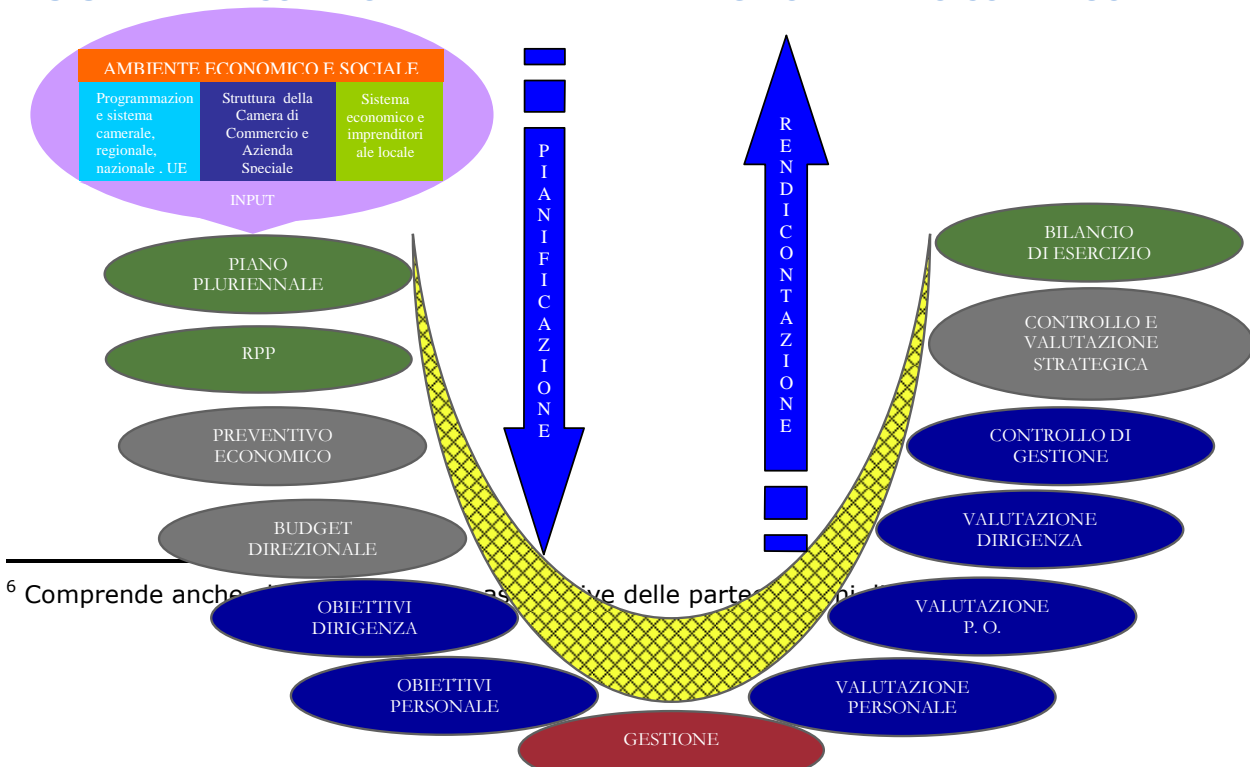 AMBIENTE ECONOMICO E SOCIALE
Programmazion
e sistema
camerale,
regionale,
nazionale . UE
Struttura della
Camera di
Commercio e
Azienda
Speciale
Sistema
economico e
imprenditori
ale locale
INPUT
PIANIFICAZIONE
RENDICONTAZIONE
PIANO
PLURIENNALE
RPP
PREVENTIVO
ECONOMICO
BUDGET
DIREZIONALE
OBIETTIVI
DIRIGENZA
OBIETTIVI
PERSONALE
GESTIONE
BILANCIO
DI ESERCIZIO
CONTROLLO E
VALUTAZIONE
STRATEGICA
CONTROLLO DI
GESTIONE
VALUTAZIONE
DIRIGENZA
VALUTAZIONE
P. O.
VALUTAZIONE
PERSONALE
6 Comprende anche delle